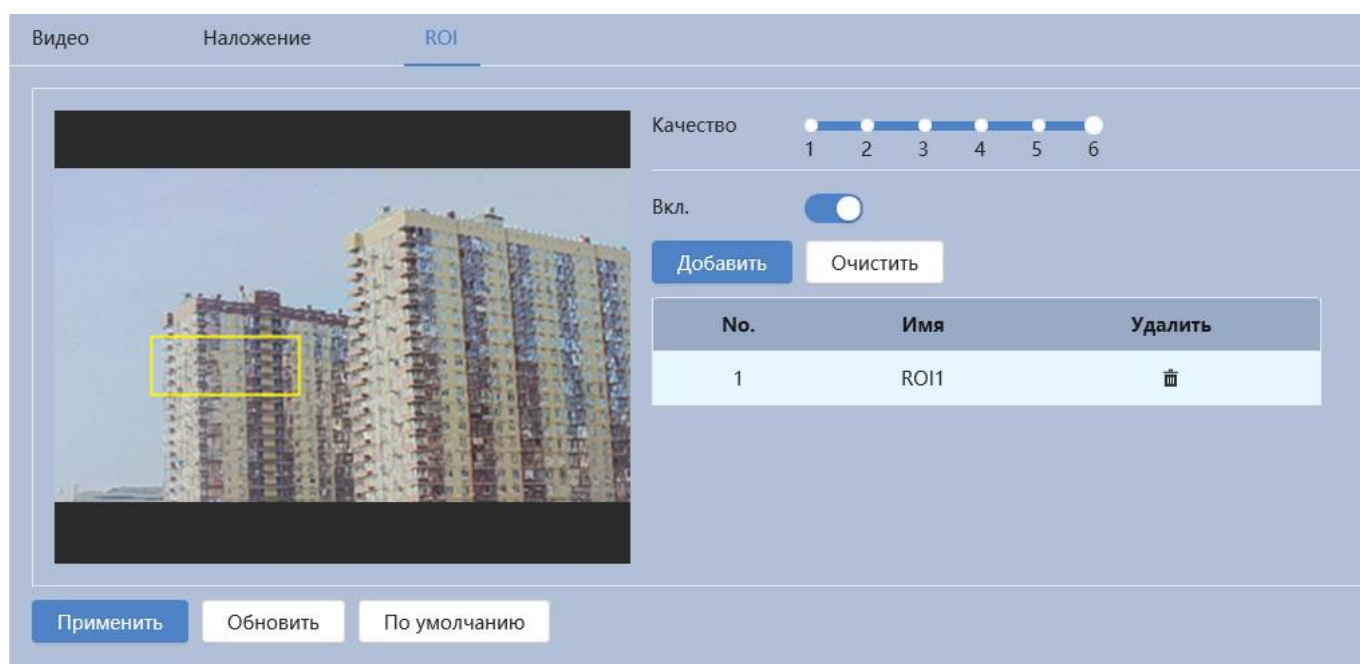 Видео Наложение ROI
Качество
1 2 3 4 5 6
Вкл.
Добавить Очистить
No. Имя Удалить
1 ROI1
Применить Обновить По умолчанию